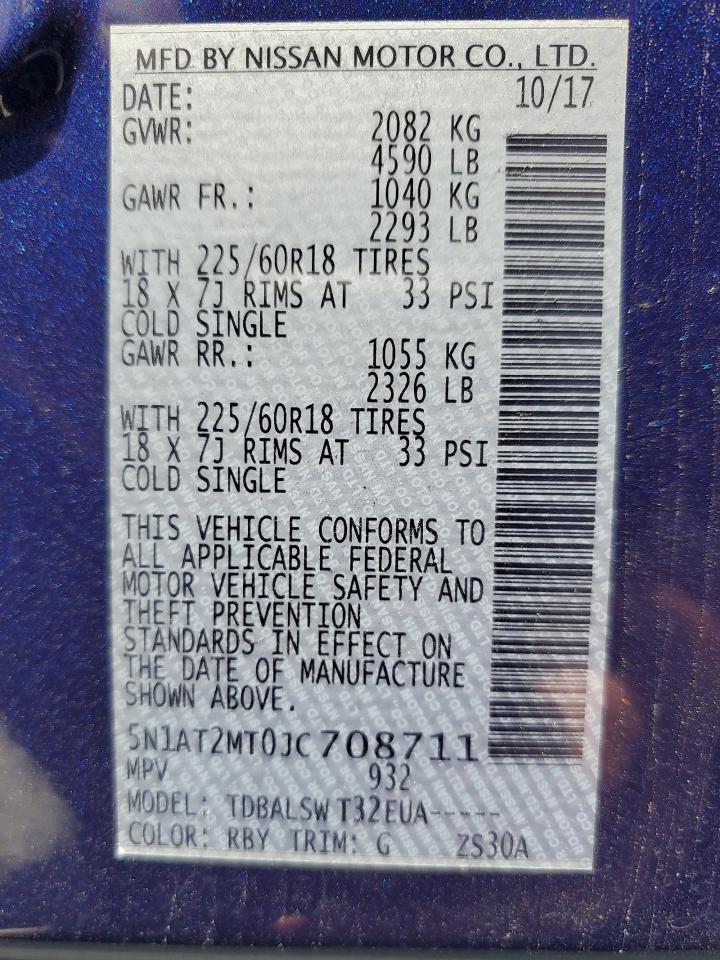 MFD BY NISSAN MOTOR CO., LTD.
DATE: 10/17
GVWR: 2082 KG
4590 LB
GAWR FR.: 1040 KG
2293 LB
WITH 225/60R18 TIRES
18 X 7J RIMS AT 33 PSI
COLD SINGLE
GAWR RR.: 1055 KG
2326 LB
WITH 225/60R18 TIRES
18 X 7J RIMS AT 33 PSI
COLD SINGLE
THIS VEHICLE CONFORMS TO
ALL APPLICABLE FEDERAL
MOTOR VEHICLE SAFETY AND
THEFT PREVENTION
STANDARDS IN EFFECT ON
THE DATE OF MANUFACTURE
SHOWN ABOVE.
5N1AT2MT0JC708711
MPV 932
MODEL: TDBALSW T32EUA-----
COLOR: RBY TRIM: G ZS30A